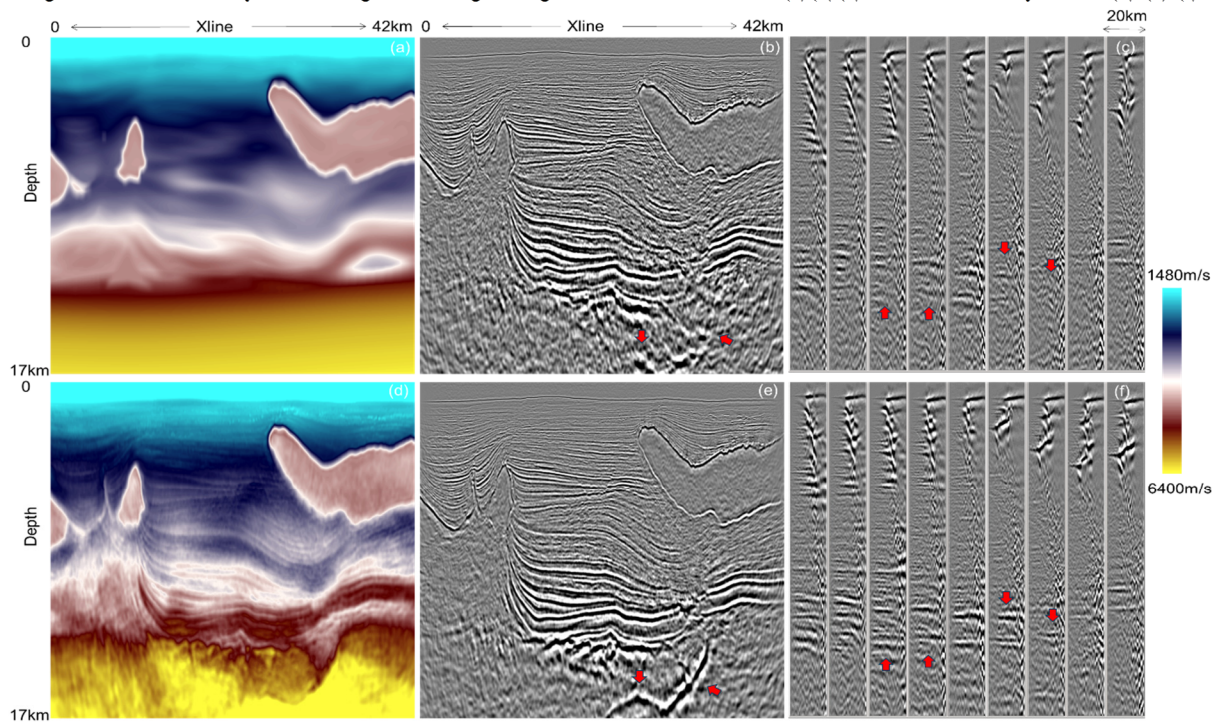 20km
0 Xline 42km 0 Xline 42km
0
(a) (b) (c)
Depth
1480m/s
17km
0
(d) (e) (f)
6400m/s
Depth
17km